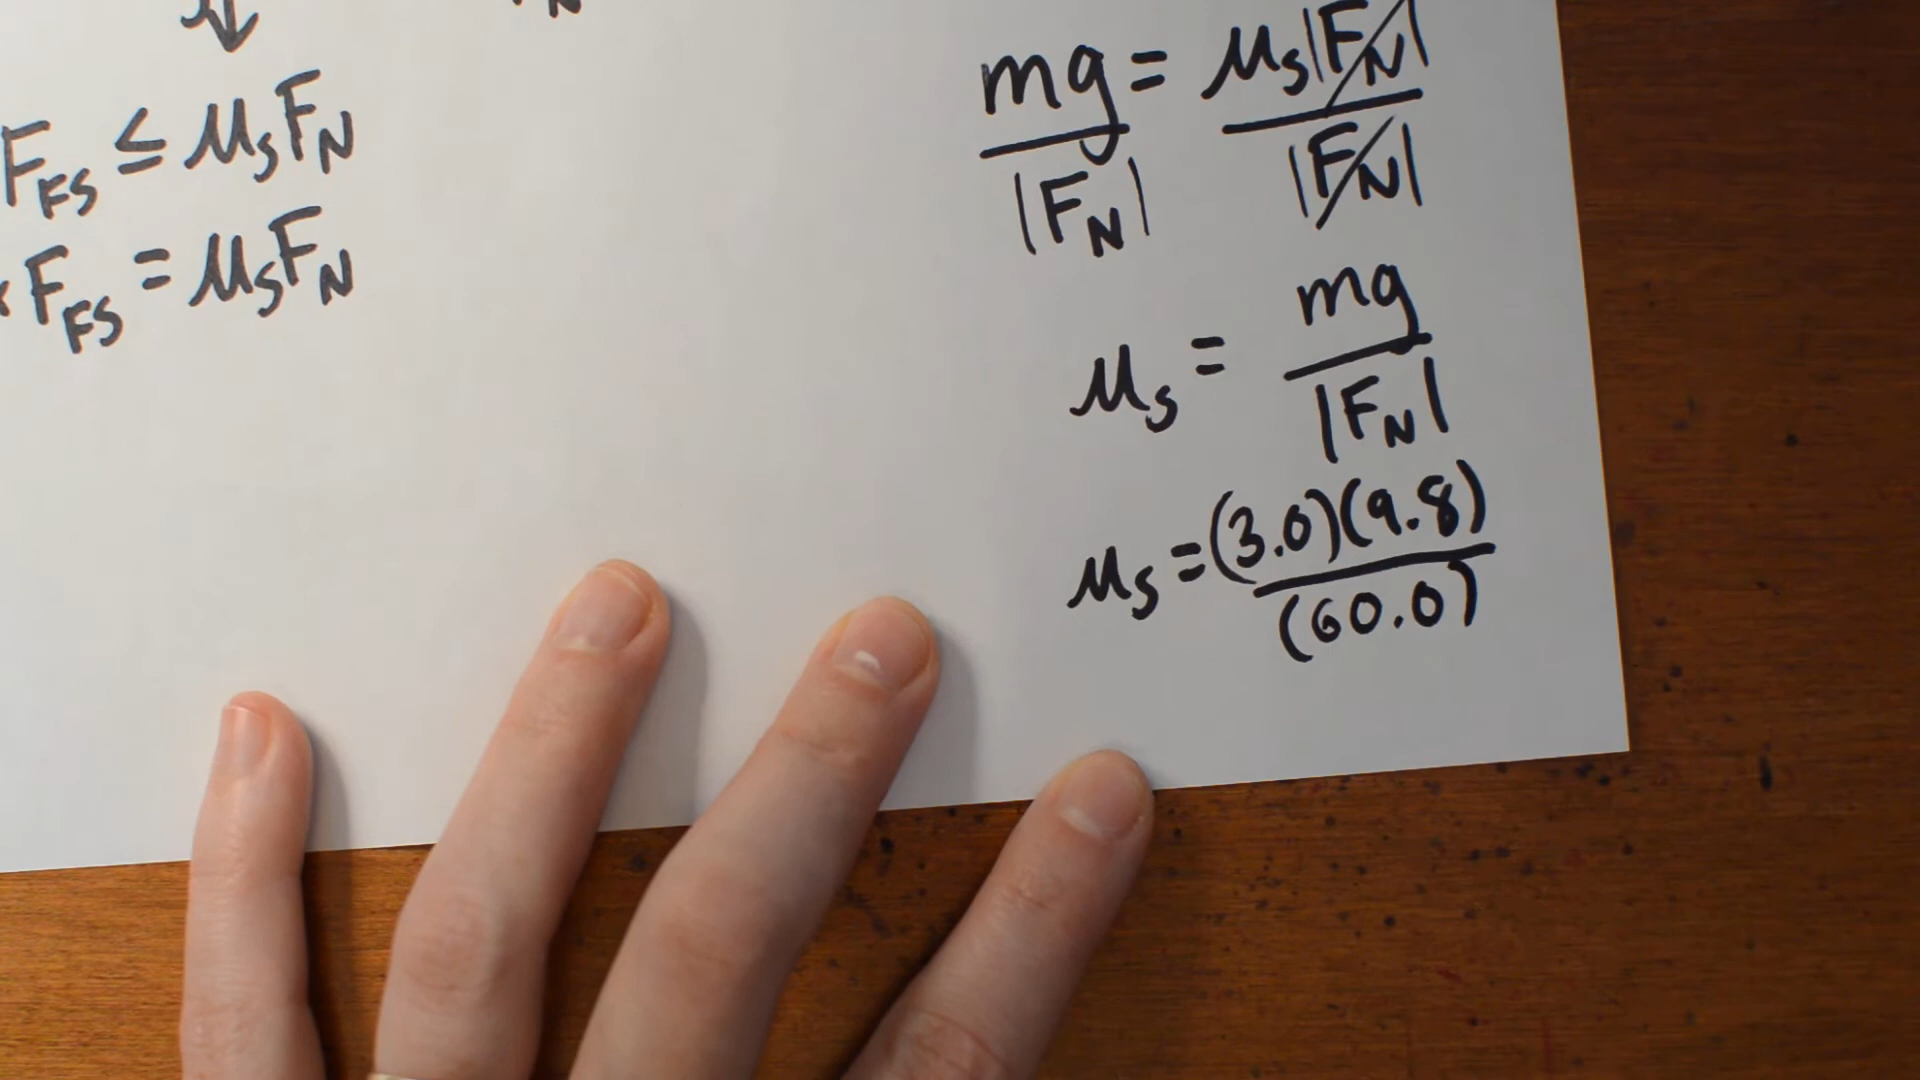 N
F_FS ≤ μ_S F_N
F_FS = μ_S F_N
mg/|F_N| = μ_S|F_N|/|F_N|
μ_S = mg/|F_N|
μ_S = (3.0)(9.8)/(60.0)